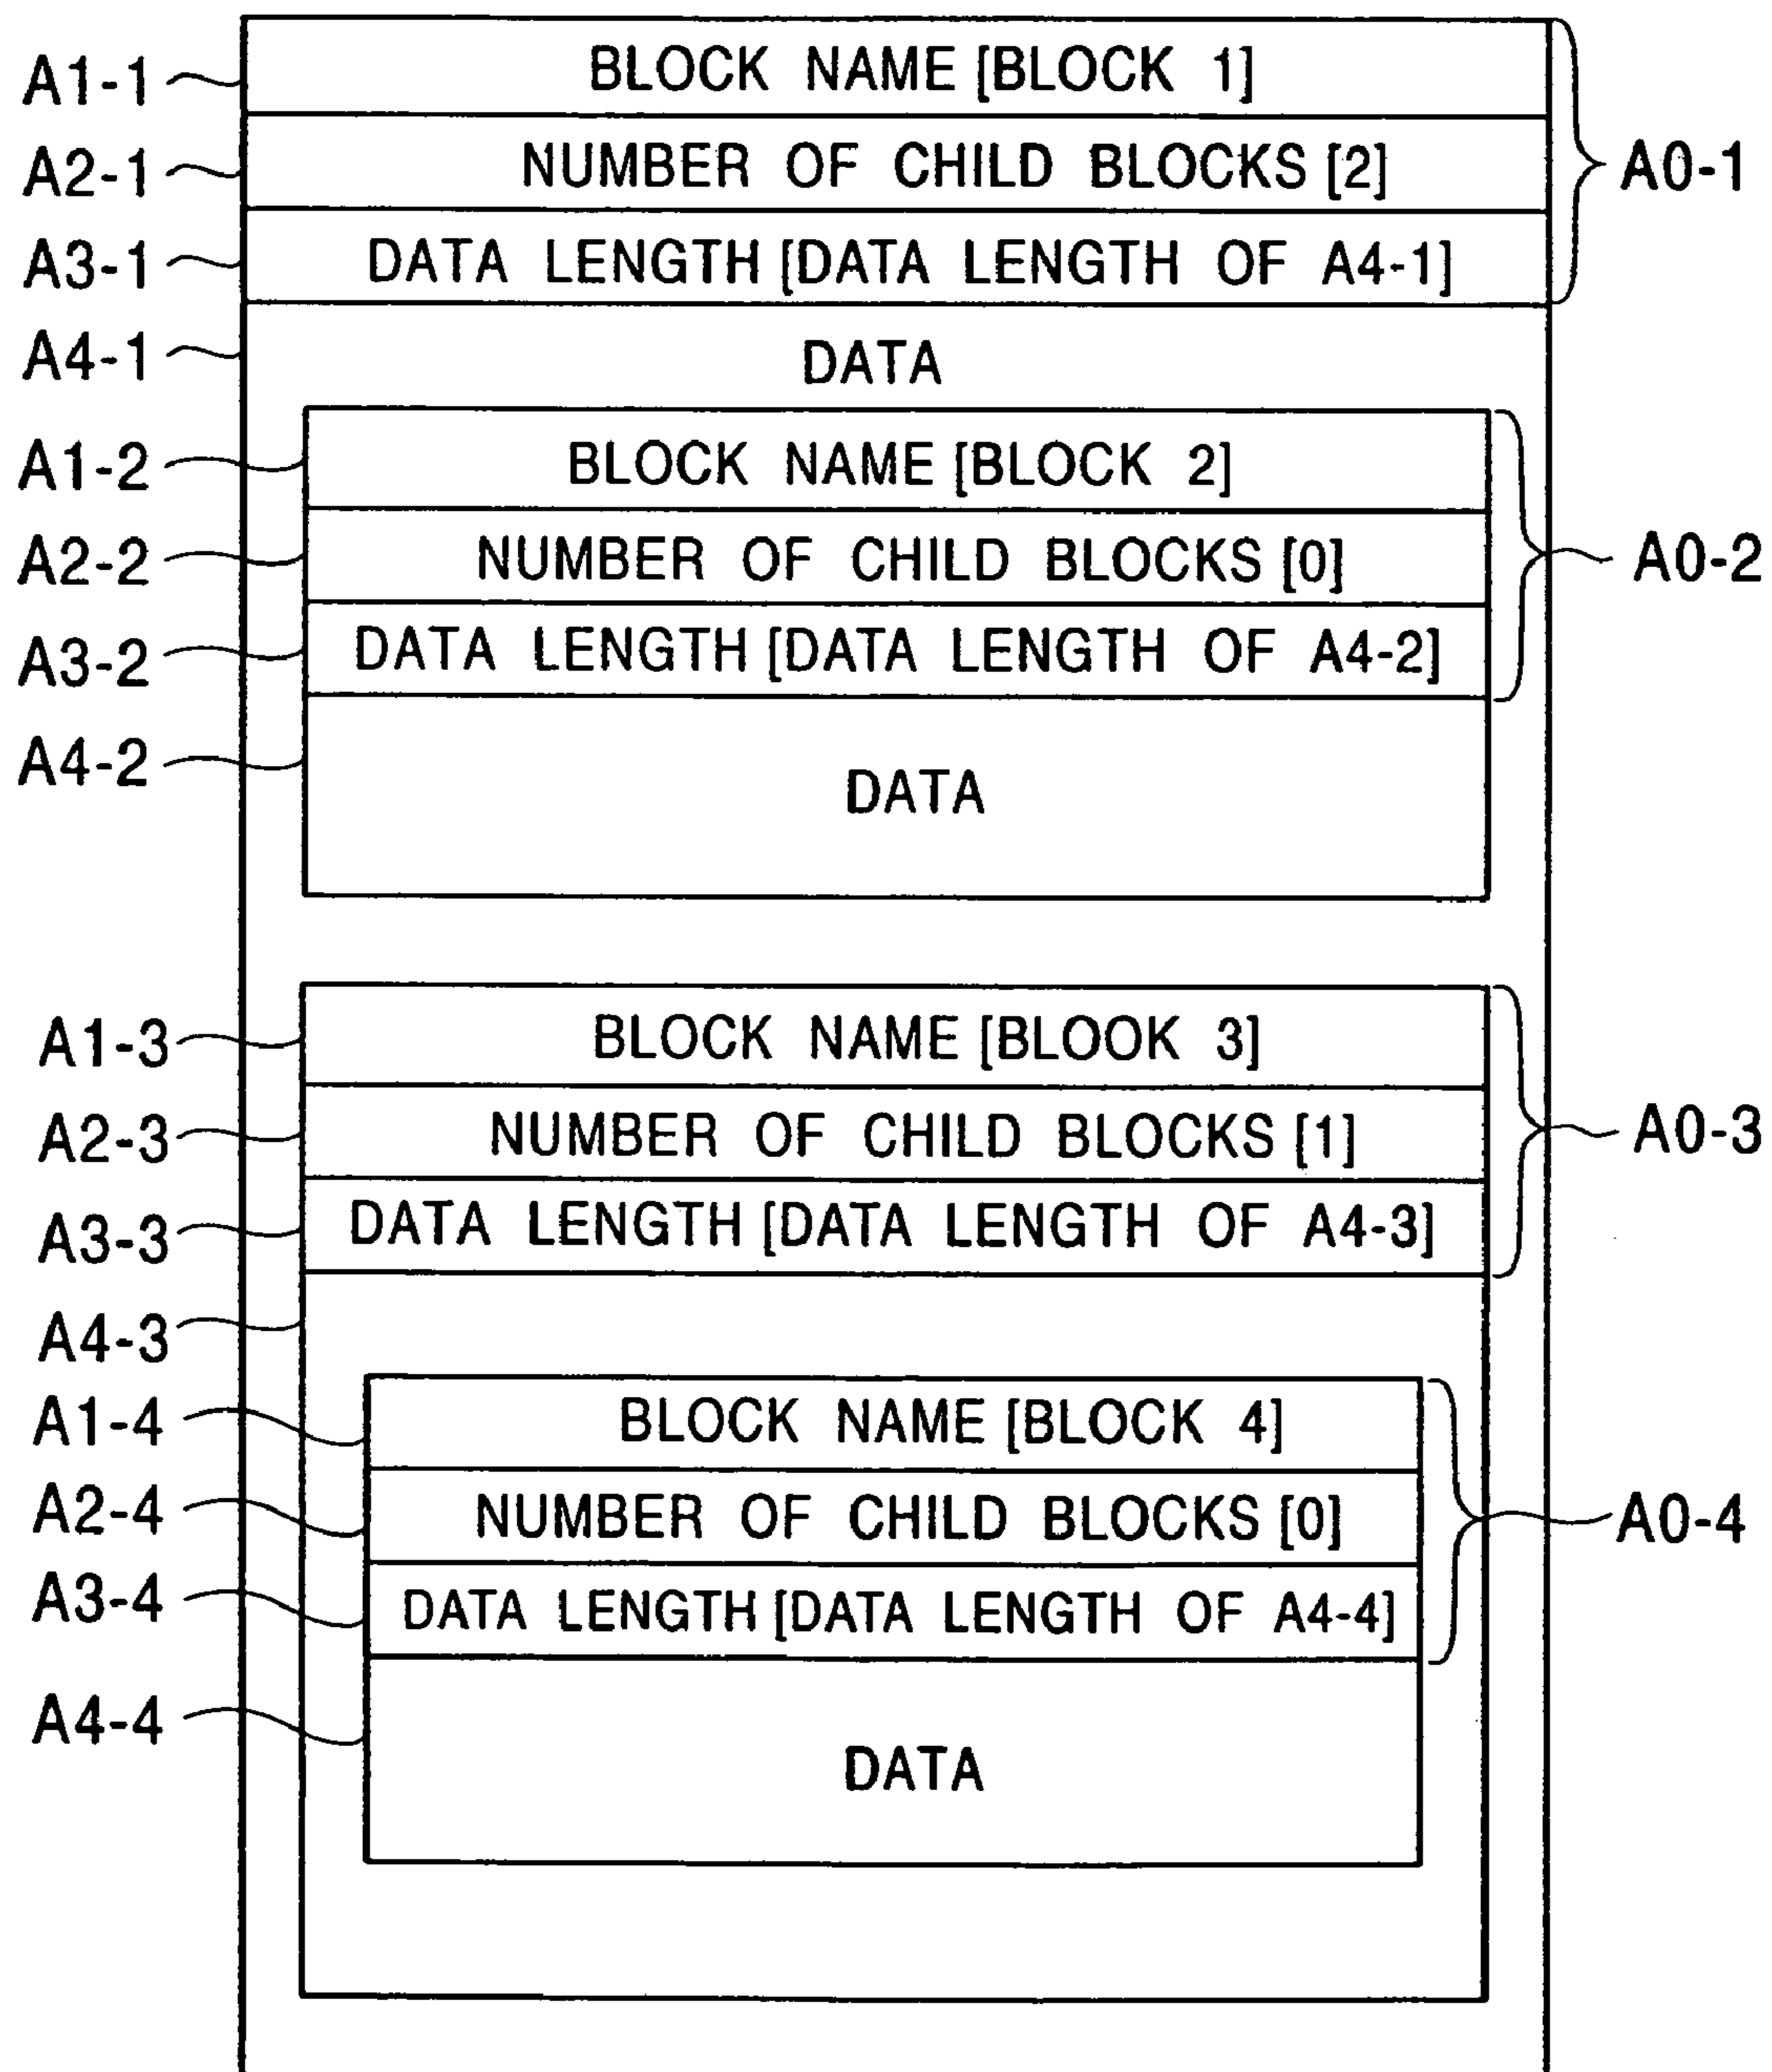 A1-1 BLOCK NAME [BLOCK 1]
A2-1 NUMBER OF CHILD BLOCKS [2] A0-1
A3-1 DATA LENGTH [DATA LENGTH OF A4-1]
A4-1 DATA
A1-2 BLOCK NAME [BLOCK 2]
A2-2 NUMBER OF CHILD BLOCKS [0] A0-2
A3-2 DATA LENGTH [DATA LENGTH OF A4-2]
A4-2 DATA
A1-3 BLOCK NAME [BLOOK 3]
A2-3 NUMBER OF CHILD BLOCKS [1] A0-3
A3-3 DATA LENGTH [DATA LENGTH OF A4-3]
A4-3
A1-4 BLOCK NAME [BLOCK 4]
A2-4 NUMBER OF CHILD BLOCKS [0] A0-4
A3-4 DATA LENGTH [DATA LENGTH OF A4-4]
A4-4 DATA